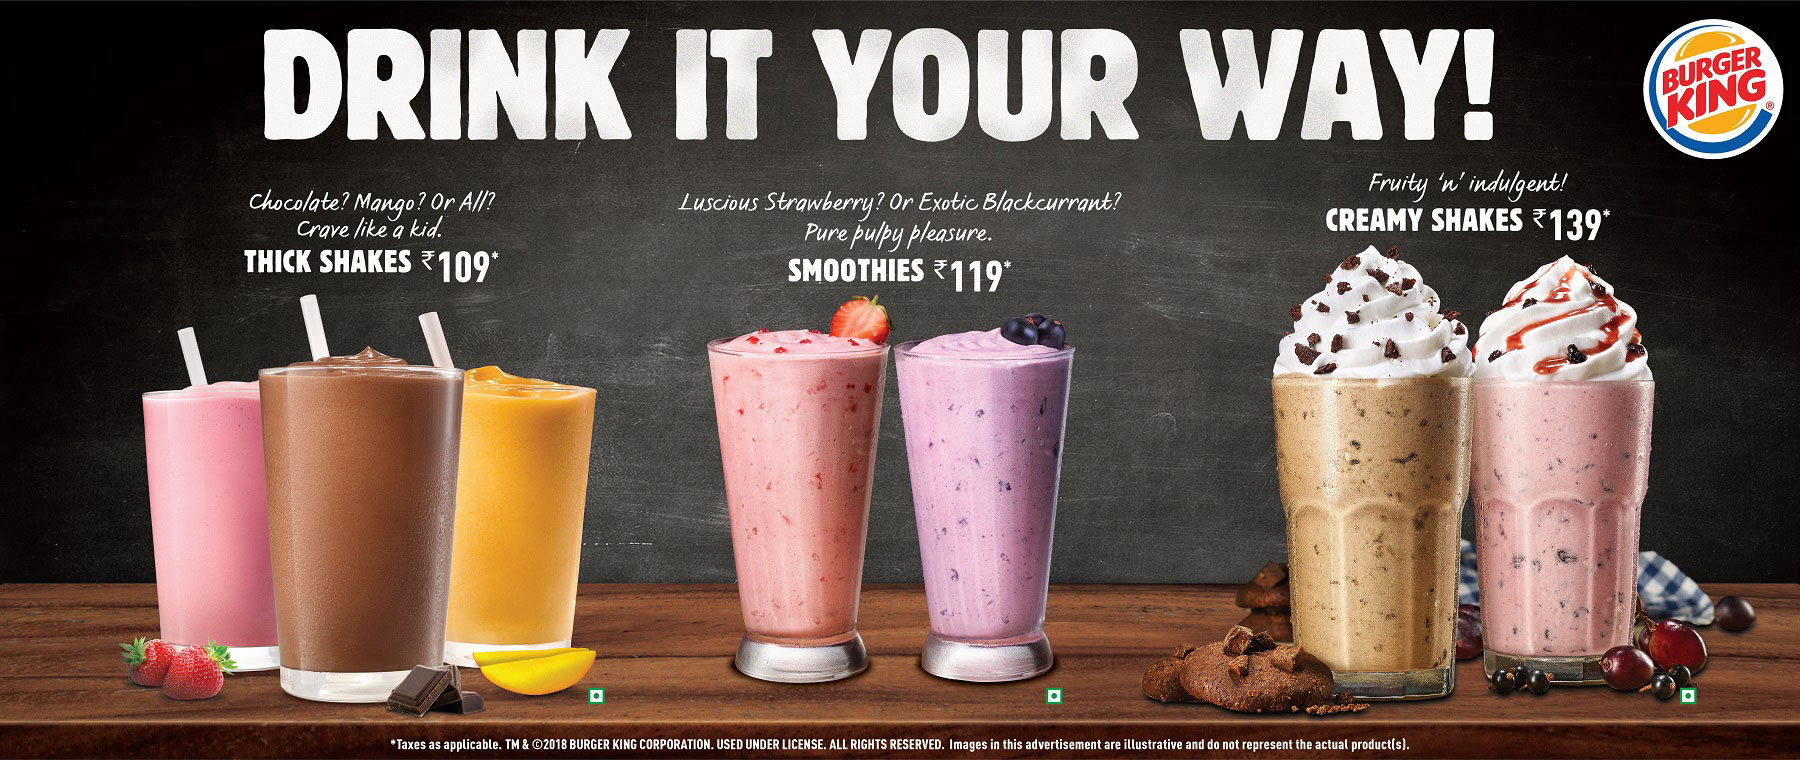 DRINK IT YOUR WAY!
BURGER
KING®
Chocolate? Mango? Or All?
Crave like a kid.
THICK SHAKES ₹109*
Luscious Strawberry? Or Exotic Blackcurrant?
Pure pulpy pleasure.
SMOOTHIES ₹119*
Fruity ‘n’ indulgent!
CREAMY SHAKES ₹139*
*Taxes as applicable. TM & ©2018 BURGER KING CORPORATION. USED UNDER LICENSE. ALL RIGHTS RESERVED. Images in this advertisement are illustrative and do not represent the actual product(s).